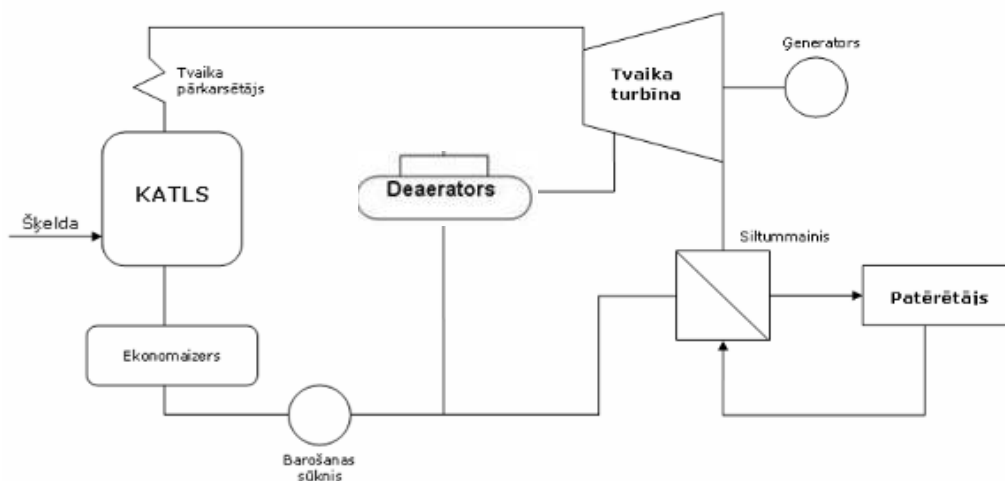 Ģenerators
Tvaika
pārkarsētājs
Tvaika
turbīna
KATLS
Deaerators
Šķelda
Siltummainis
Patērētājs
Ekonomaizers
Barošanas
sūknis